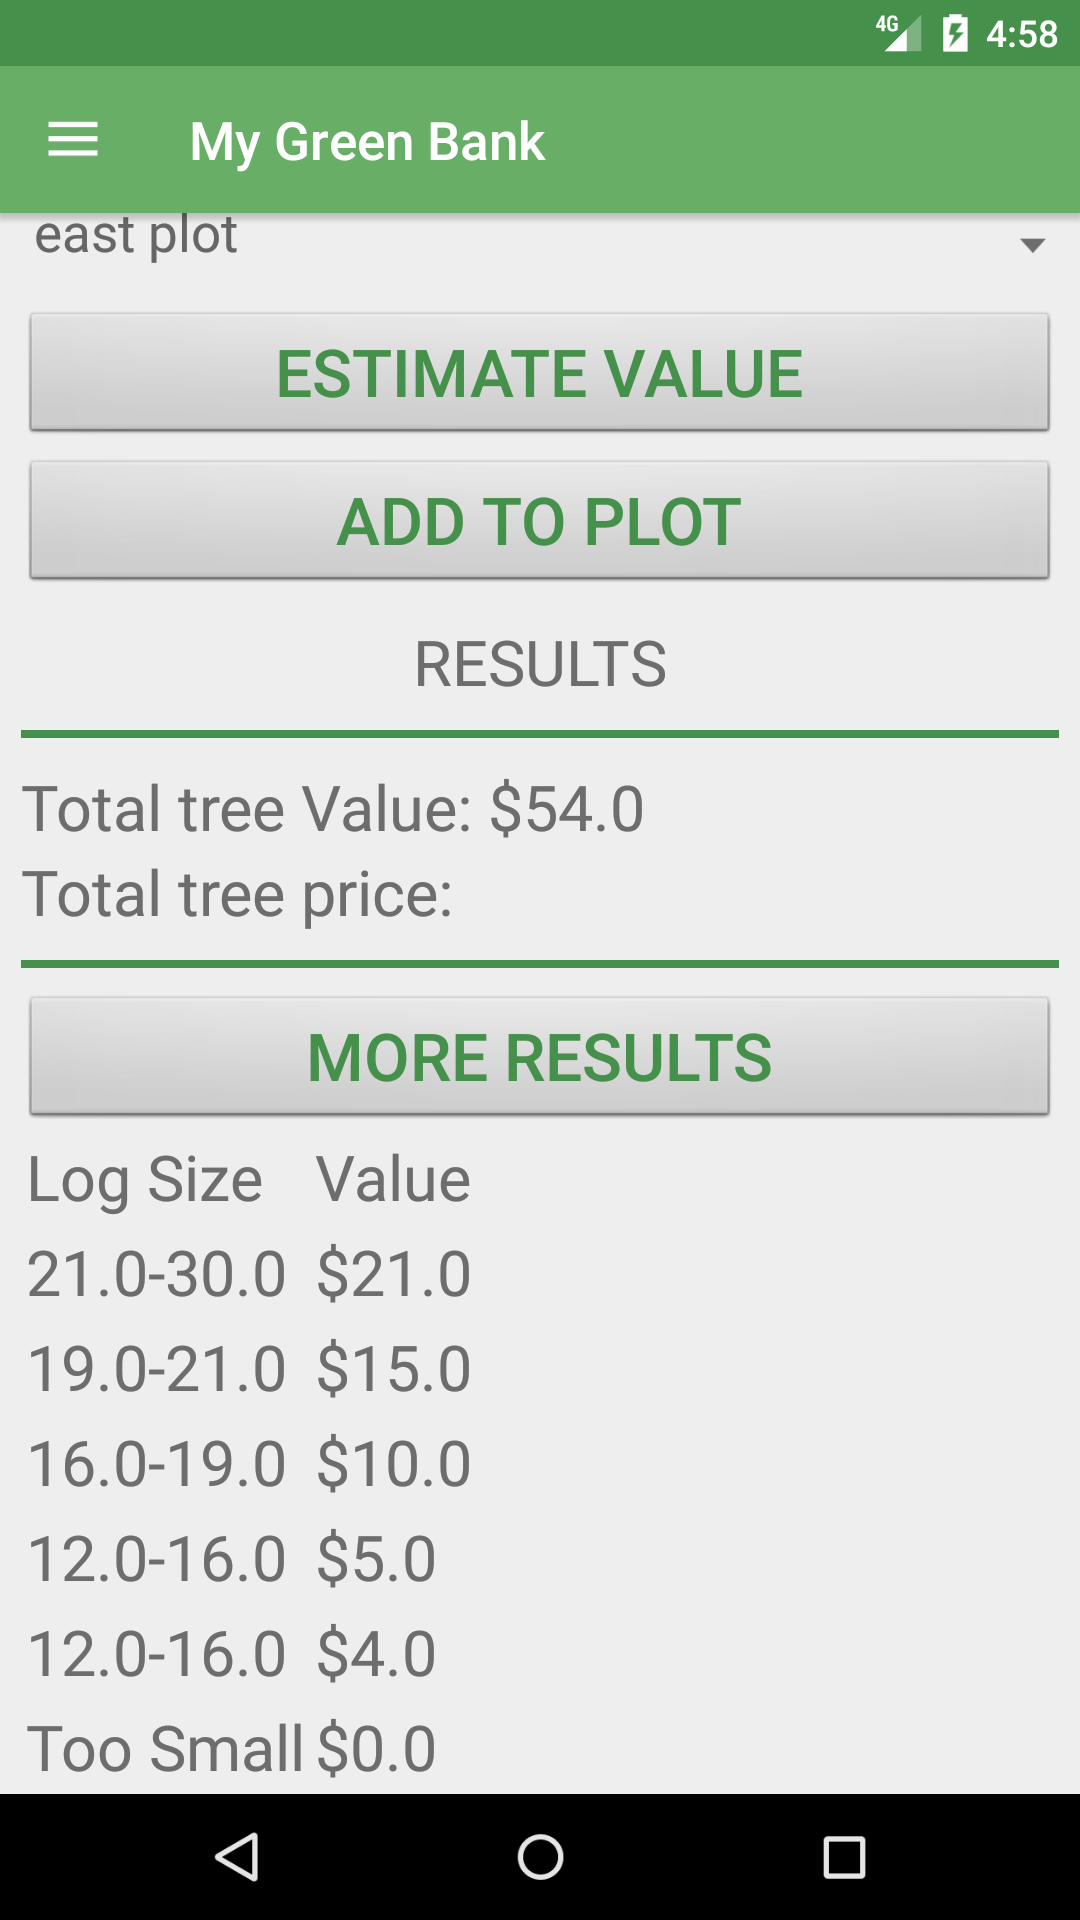 4G 4:58
My Green Bank
east plot
ESTIMATE VALUE
ADD TO PLOT
RESULTS
Total tree Value: $54.0
Total tree price:
MORE RESULTS
Log Size Value
21.0-30.0 $21.0
19.0-21.0 $15.0
16.0-19.0 $10.0
12.0-16.0 $5.0
12.0-16.0 $4.0
Too Small $0.0